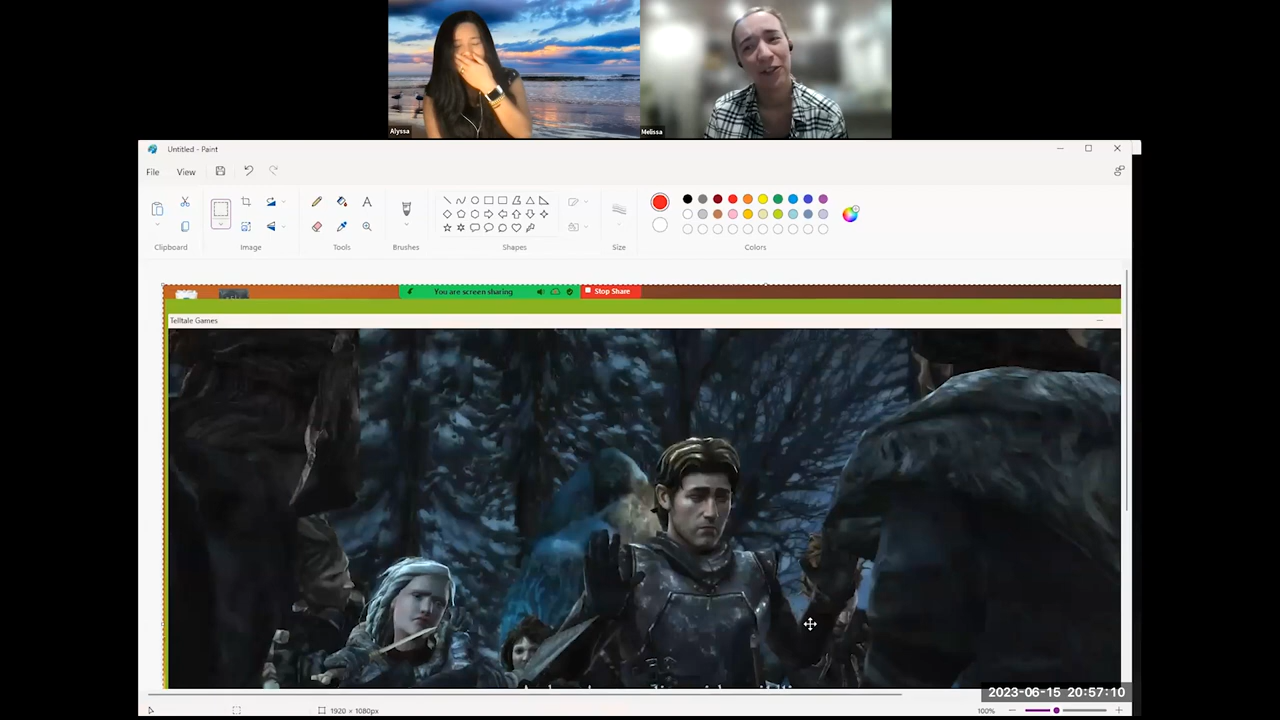 Alyssa
Melissa
Untitled - Paint
File
View
A
Clipboard
Image
Tools
Brushes
Shapes
Size
Colors
You are screen sharing
Stop Share
Telltale Games
2023-06-15 20:57:10
1920 × 1080px
100%